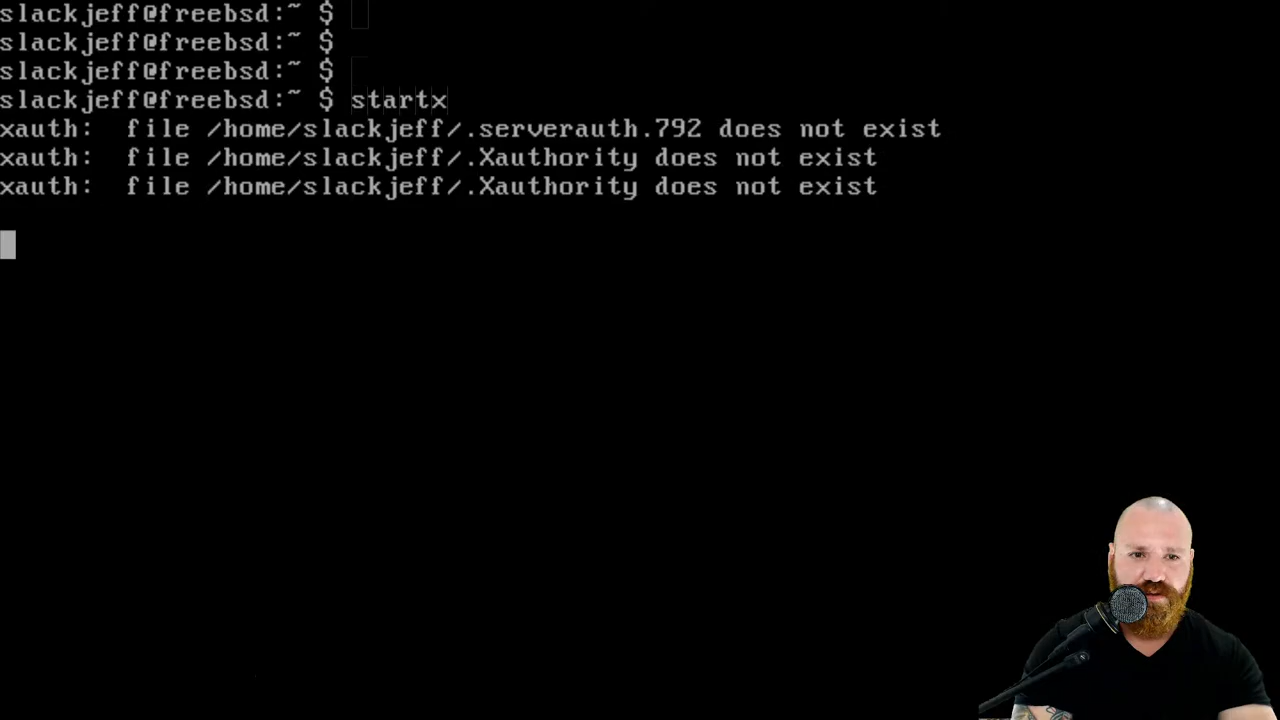 slackjeff@freebsd:~ $
slackjeff@freebsd:~ $
slackjeff@freebsd:~ $
slackjeff@freebsd:~ $ startx
xauth:  file /home/slackjeff/.serverauth.792 does not exist
xauth:  file /home/slackjeff/.Xauthority does not exist
xauth:  file /home/slackjeff/.Xauthority does not exist